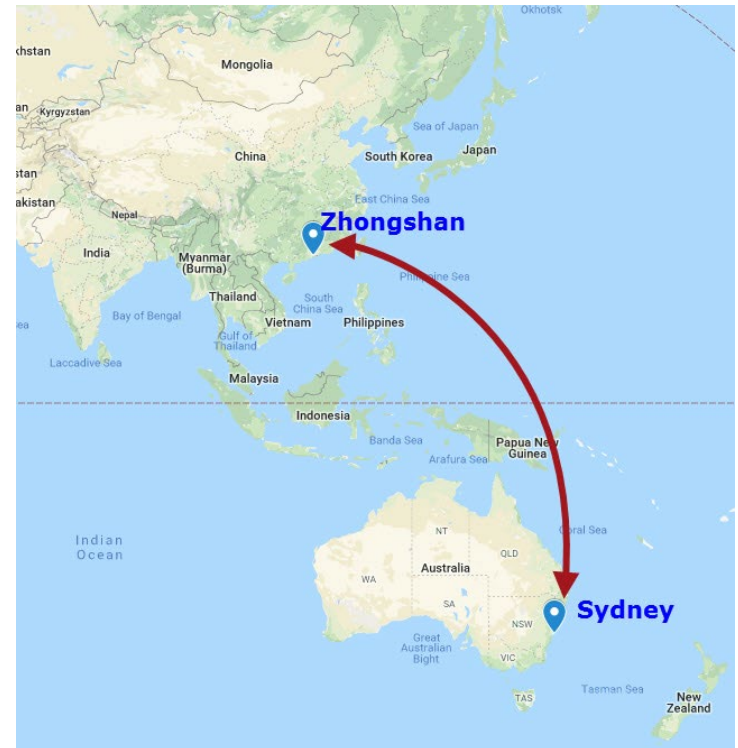 Okhotsk
khstan
Mongolia
an
Kyrgyzstan
Sea of Japan
stan
China
South Korea
Japan
akistan
East China Sea
Nepal
Zhongshan
India
Myanmar
(Burma)
Philippine Sea
Thailand
South
China Sea
Bay of Bengal
Vietnam
Philippines
ea
Gulf of
Thailand
Laccadive Sea
Malaysia
Indonesia
Banda Sea
Papua New
Guinea
Arafura Sea
Indian
Ocean
NT
Coral Sea
QLD
Australia
WA
SA
Sydney
NSW
Great
Australian
Bight
VIC
TAS
Tasman Sea
New
Zealand